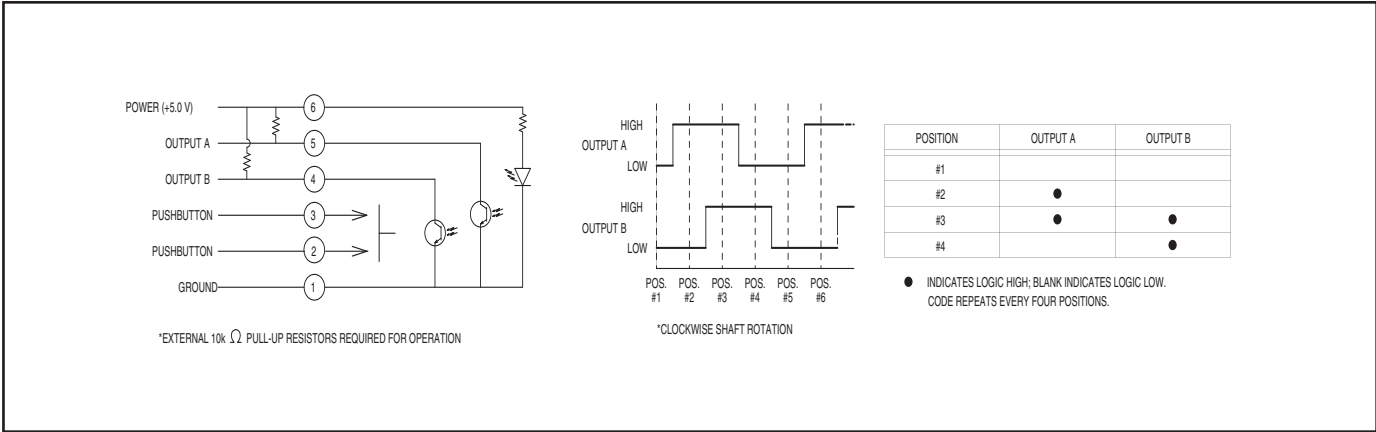 POWER (+5.0 V) 6
OUTPUT A 5
OUTPUT B 4
PUSHBUTTON 3
PUSHBUTTON 2
GROUND 1
*EXTERNAL 10k Ω PULL-UP RESISTORS REQUIRED FOR OPERATION
HIGH
OUTPUT A
LOW
HIGH
OUTPUT B
LOW
POS. POS. POS. POS. POS. POS.
#1 #2 #3 #4 #5 #6
*CLOCKWISE SHAFT ROTATION
POSITION OUTPUT A OUTPUT B
#1
#2 ●
#3 ● ●
#4 ●
● INDICATES LOGIC HIGH; BLANK INDICATES LOGIC LOW.
CODE REPEATS EVERY FOUR POSITIONS.